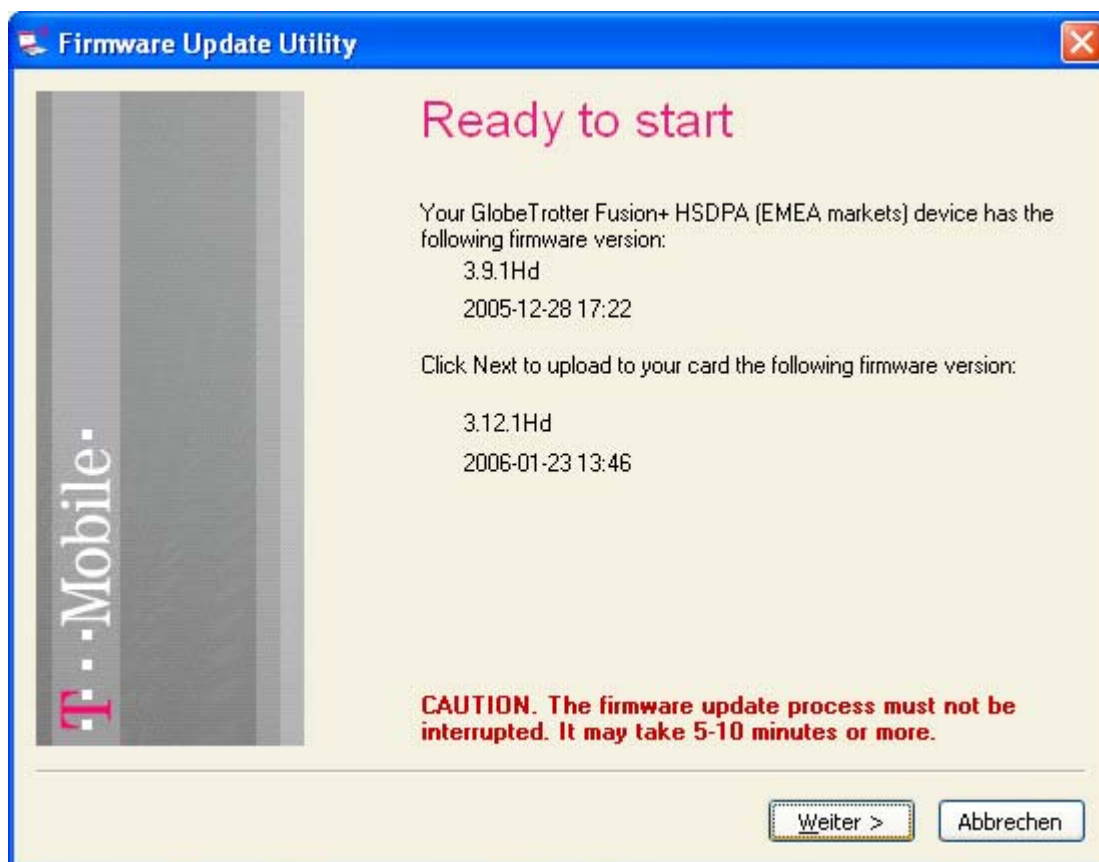 Firmware Update Utility
Ready to start
Your GlobeTrotter Fusion+ HSDPA (EMEA markets) device has the
following firmware version:
3.9.1Hd
2005-12-28 17:22
Click Next to upload to your card the following firmware version:
3.12.1Hd
2006-01-23 13:46
T···Mobile·
CAUTION. The firmware update process must not be
interrupted. It may take 5-10 minutes or more.
Weiter >
Abbrechen